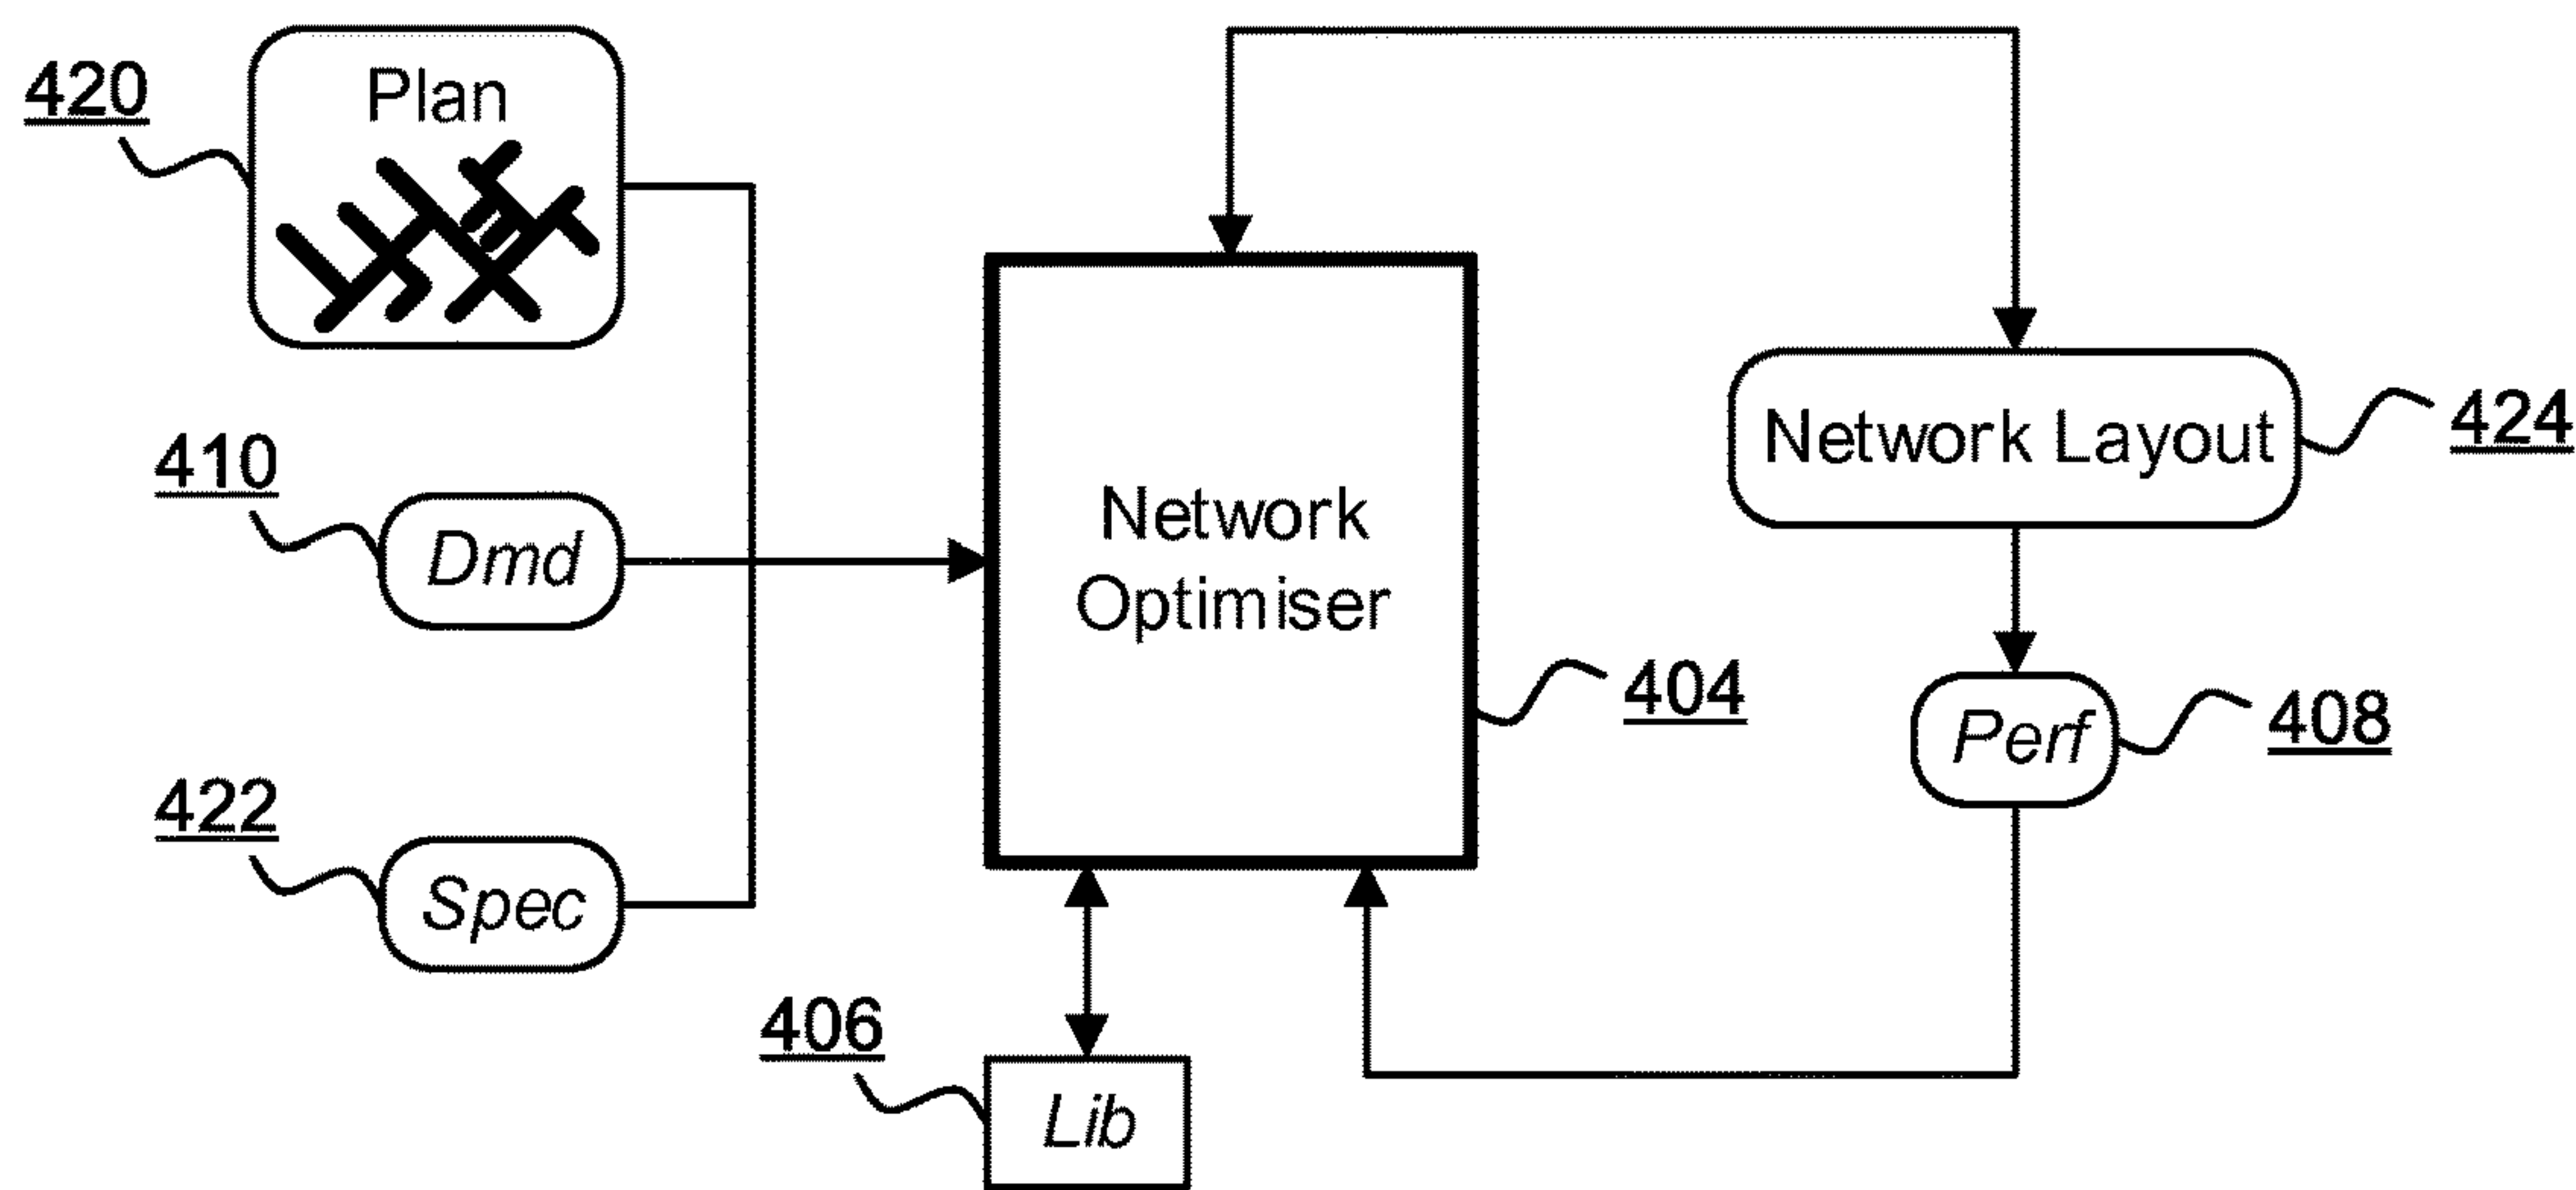 420
Plan
410
Dmd
422
Spec
Network
Optimiser
404
406
Lib
Network Layout
424
Perf
408